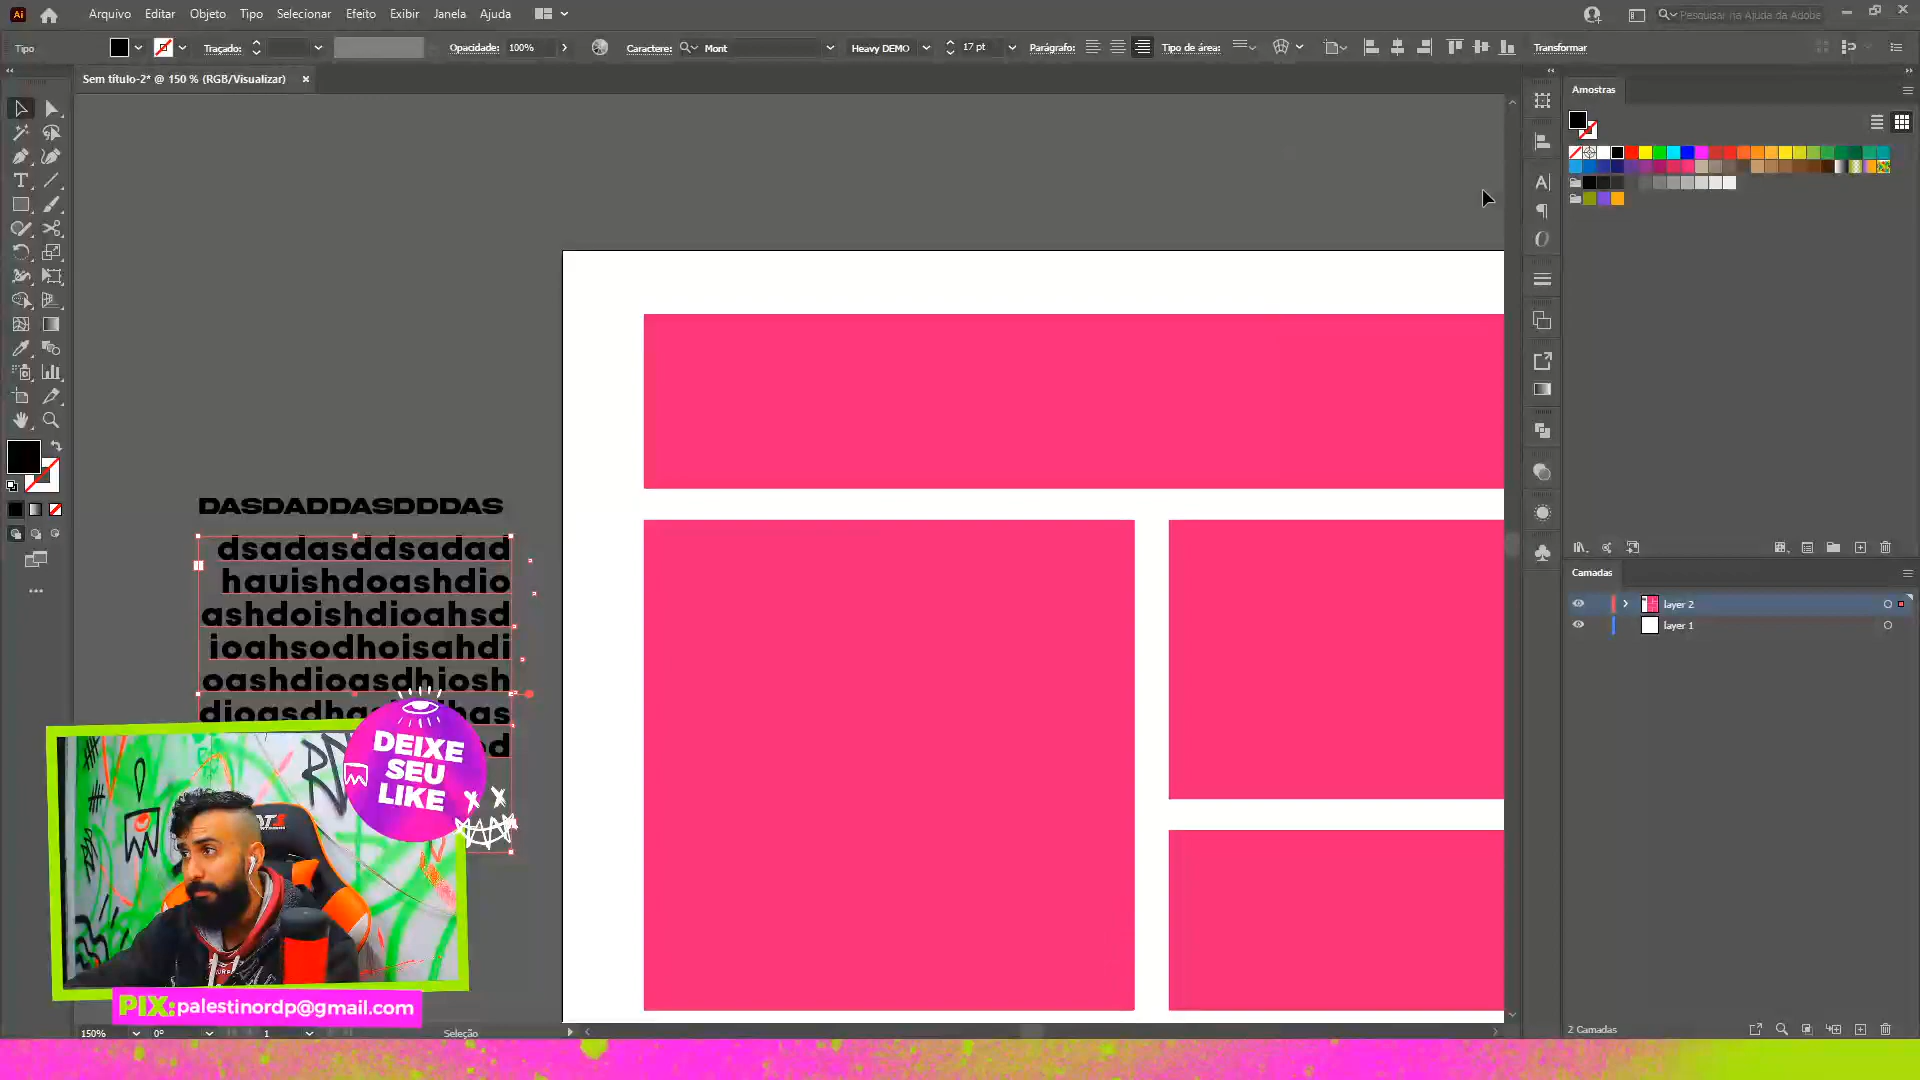 Ai Arquivo Editar Objeto Tipo Selecionar Efeito Exibir Janela Ajuda Pesquisar na Ajuda da Adobe
Tipo Traçado: Opacidade: 100% Caractere: Mont Heavy DEMO 17 pt Parágrafo: Tipo de área: Transformar
Sem título-2* @ 150 % (RGB/Visualizar)
Amostras
DASDADDASDDDAS
dsadasddsadad
hauishdoashdio
ashdoishdioahsd
ioahsodhoisahdi
oashdioasdhiosh
Camadas
layer 2
layer 1
DEIXE
SEU
LIKE
PIX: palestinordp@gmail.com
150% 0° 1 Seleção
2 Camadas